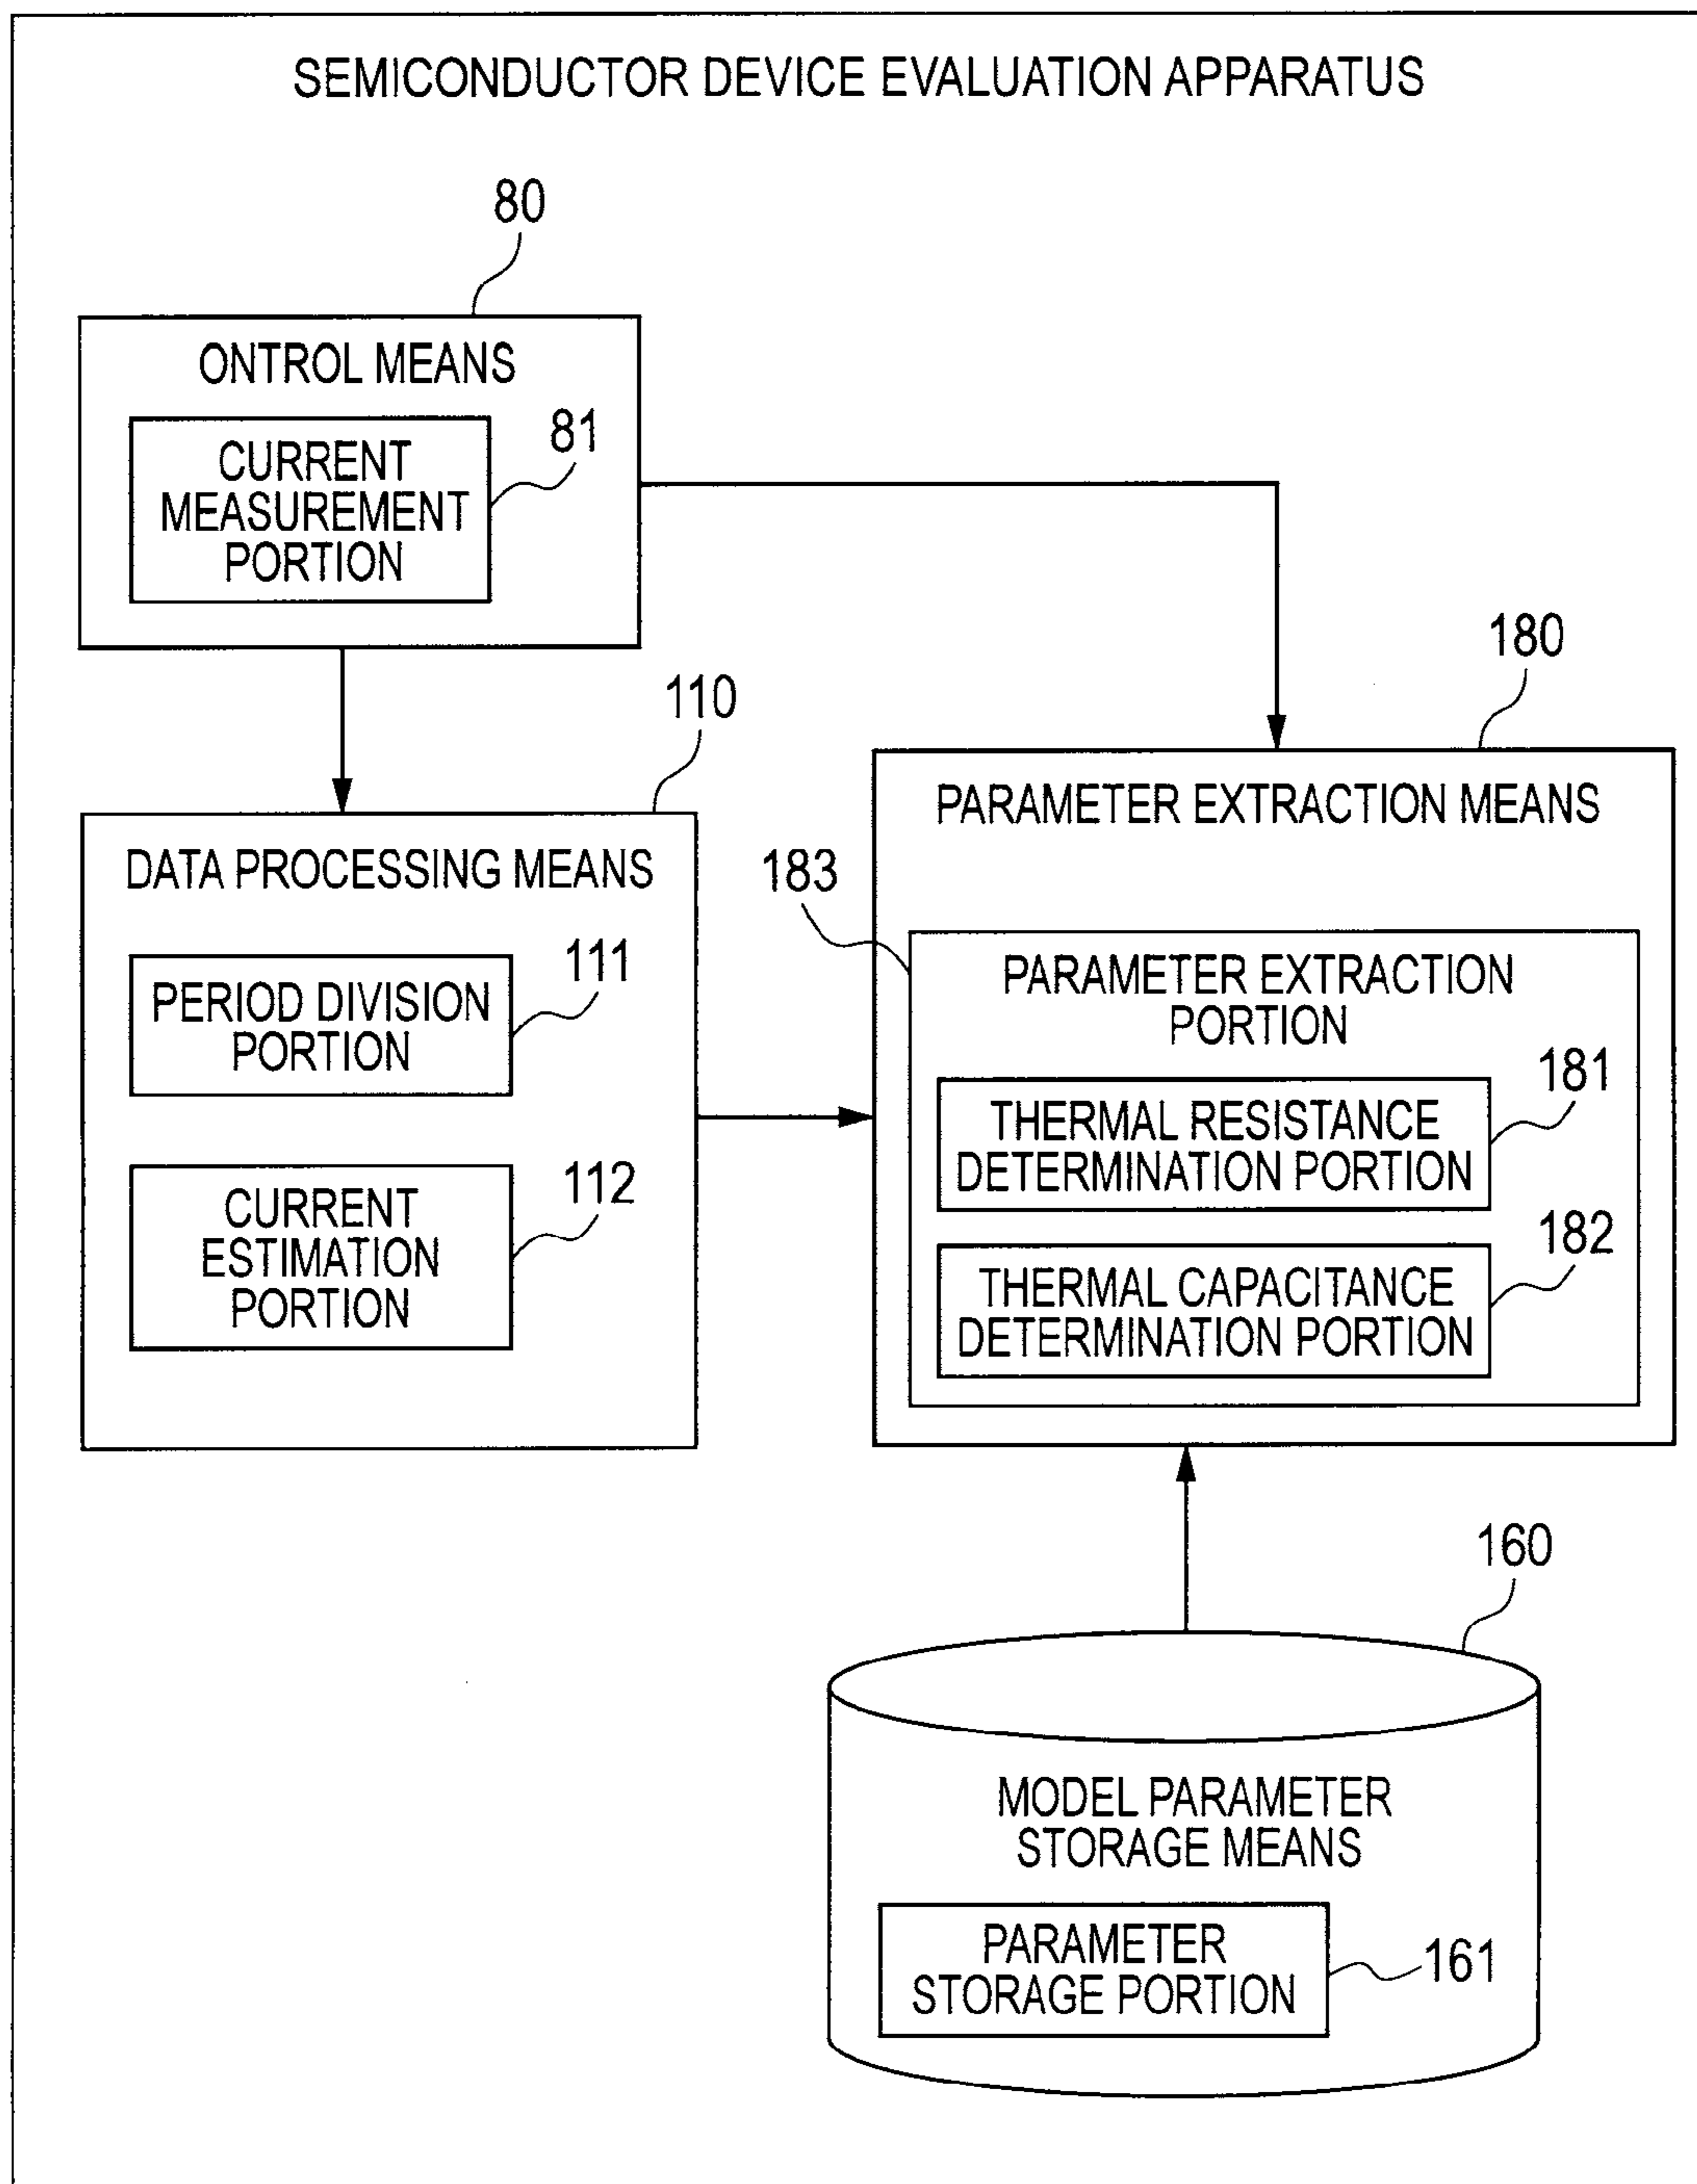 SEMICONDUCTOR DEVICE EVALUATION APPARATUS
80
ONTROL MEANS
81
CURRENT
MEASUREMENT
PORTION
110
DATA PROCESSING MEANS
111
PERIOD DIVISION
PORTION
112
CURRENT
ESTIMATION
PORTION
180
PARAMETER EXTRACTION MEANS
183
PARAMETER EXTRACTION
PORTION
181
THERMAL RESISTANCE
DETERMINATION PORTION
182
THERMAL CAPACITANCE
DETERMINATION PORTION
160
MODEL PARAMETER
STORAGE MEANS
PARAMETER
STORAGE PORTION
161